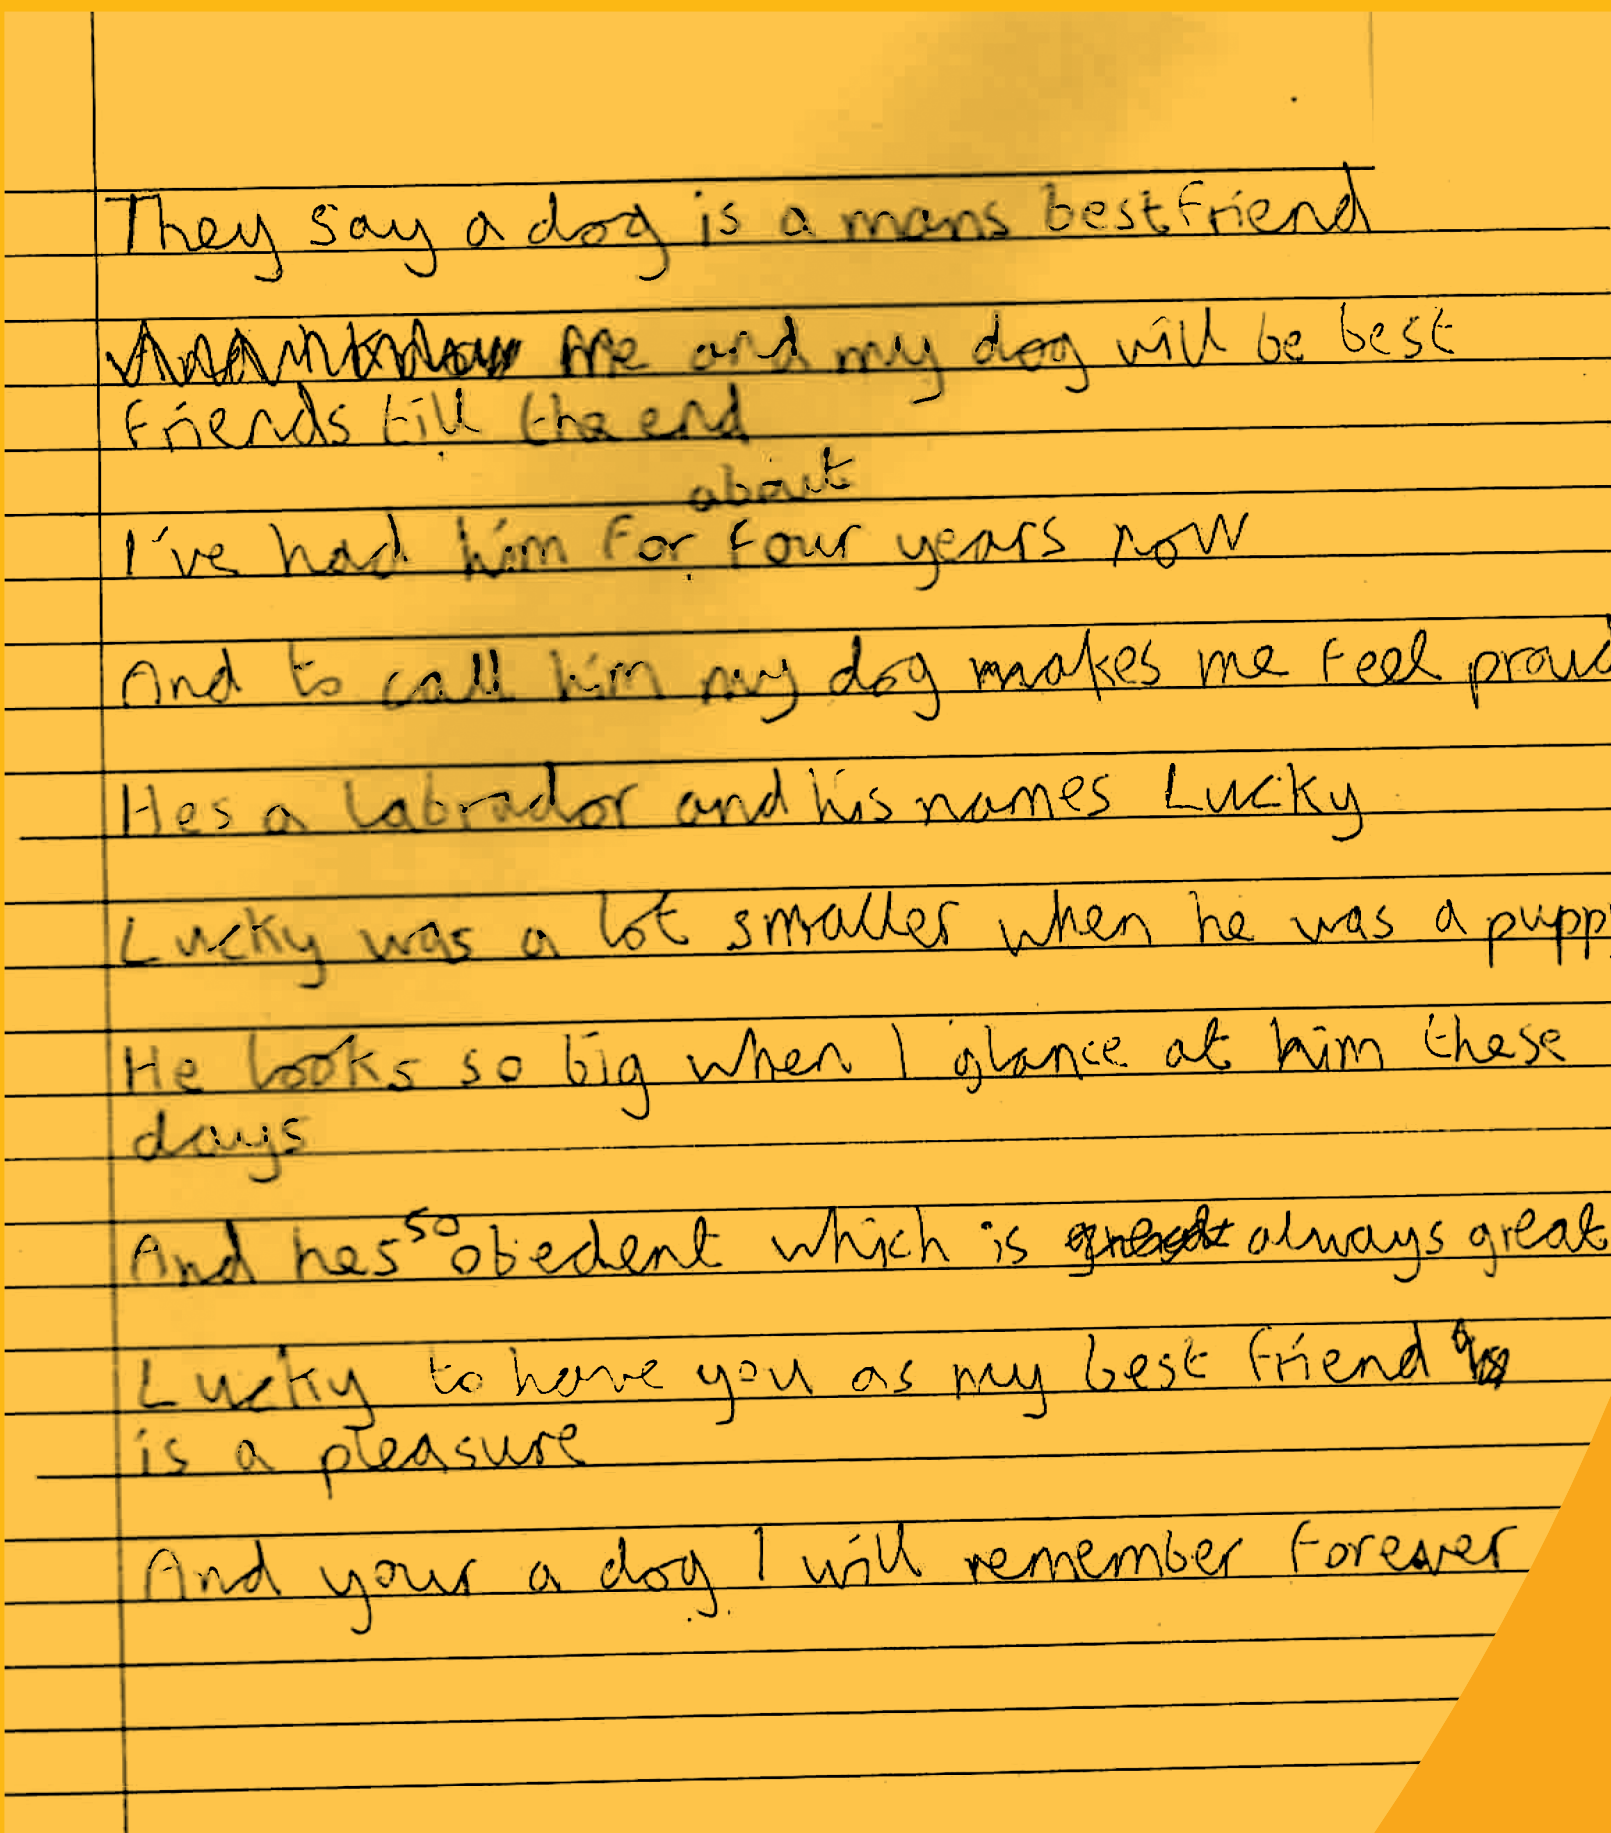 They say a dog is a mans bestfriend
Me and my dog will be best
friends till the end
about
I've had him for four years now
And to call him my dog makes me feel proud
Hes a labrador and his names Lucky
Lucky was a lot smaller when he was a puppy
He looks so big when I glance at him these
days
And hes so obedent which is great always great
Lucky to have you as my best friend
is a pleasure
And your a dog I will remember forever